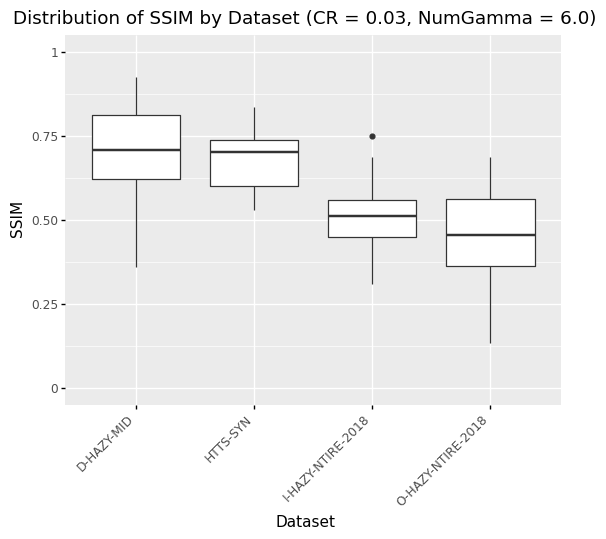 Distribution of SSIM by Dataset (CR = 0.03, NumGamma = 6.0)
1
0.75
0.50
0.25
0
SSIM
D-HAZY-MID
HTTS-SYN
I-HAZY-NTIRE-2018
O-HAZY-NTIRE-2018
Dataset